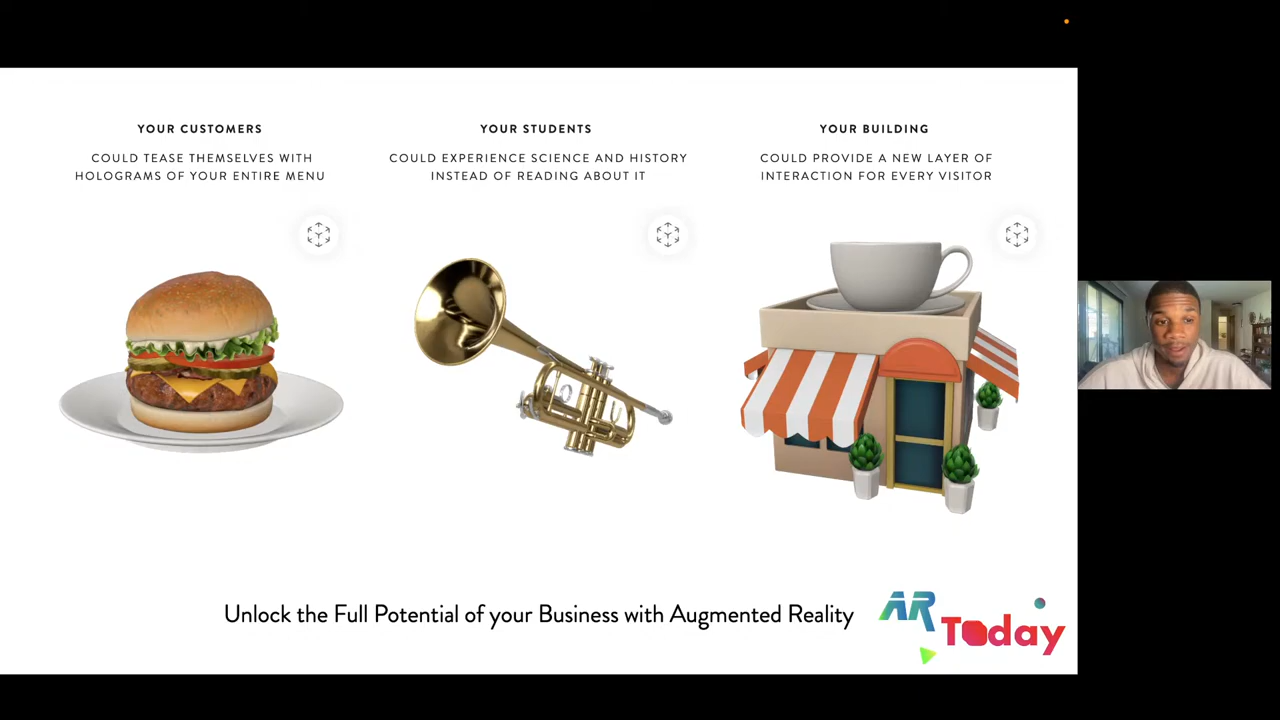 YOUR CUSTOMERS
COULD TEASE THEMSELVES WITH
HOLOGRAMS OF YOUR ENTIRE MENU
YOUR STUDENTS
COULD EXPERIENCE SCIENCE AND HISTORY
INSTEAD OF READING ABOUT IT
YOUR BUILDING
COULD PROVIDE A NEW LAYER OF
INTERACTION FOR EVERY VISITOR
Unlock the Full Potential of your Business with Augmented Reality
AR
Today